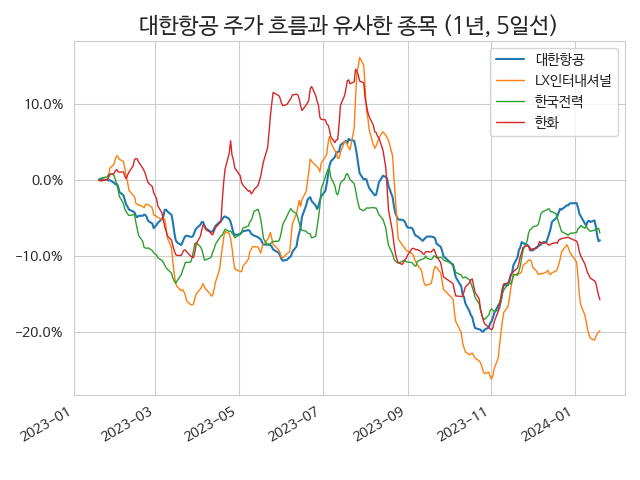 대한항공 주가 흐름과 유사한 종목 (1년, 5일선)
대한항공
LX인터내셔널
한국전력
한화
10.0%
0.0%
−10.0%
−20.0%
2023-01
2023-03
2023-05
2023-07
2023-09
2023-11
2024-01